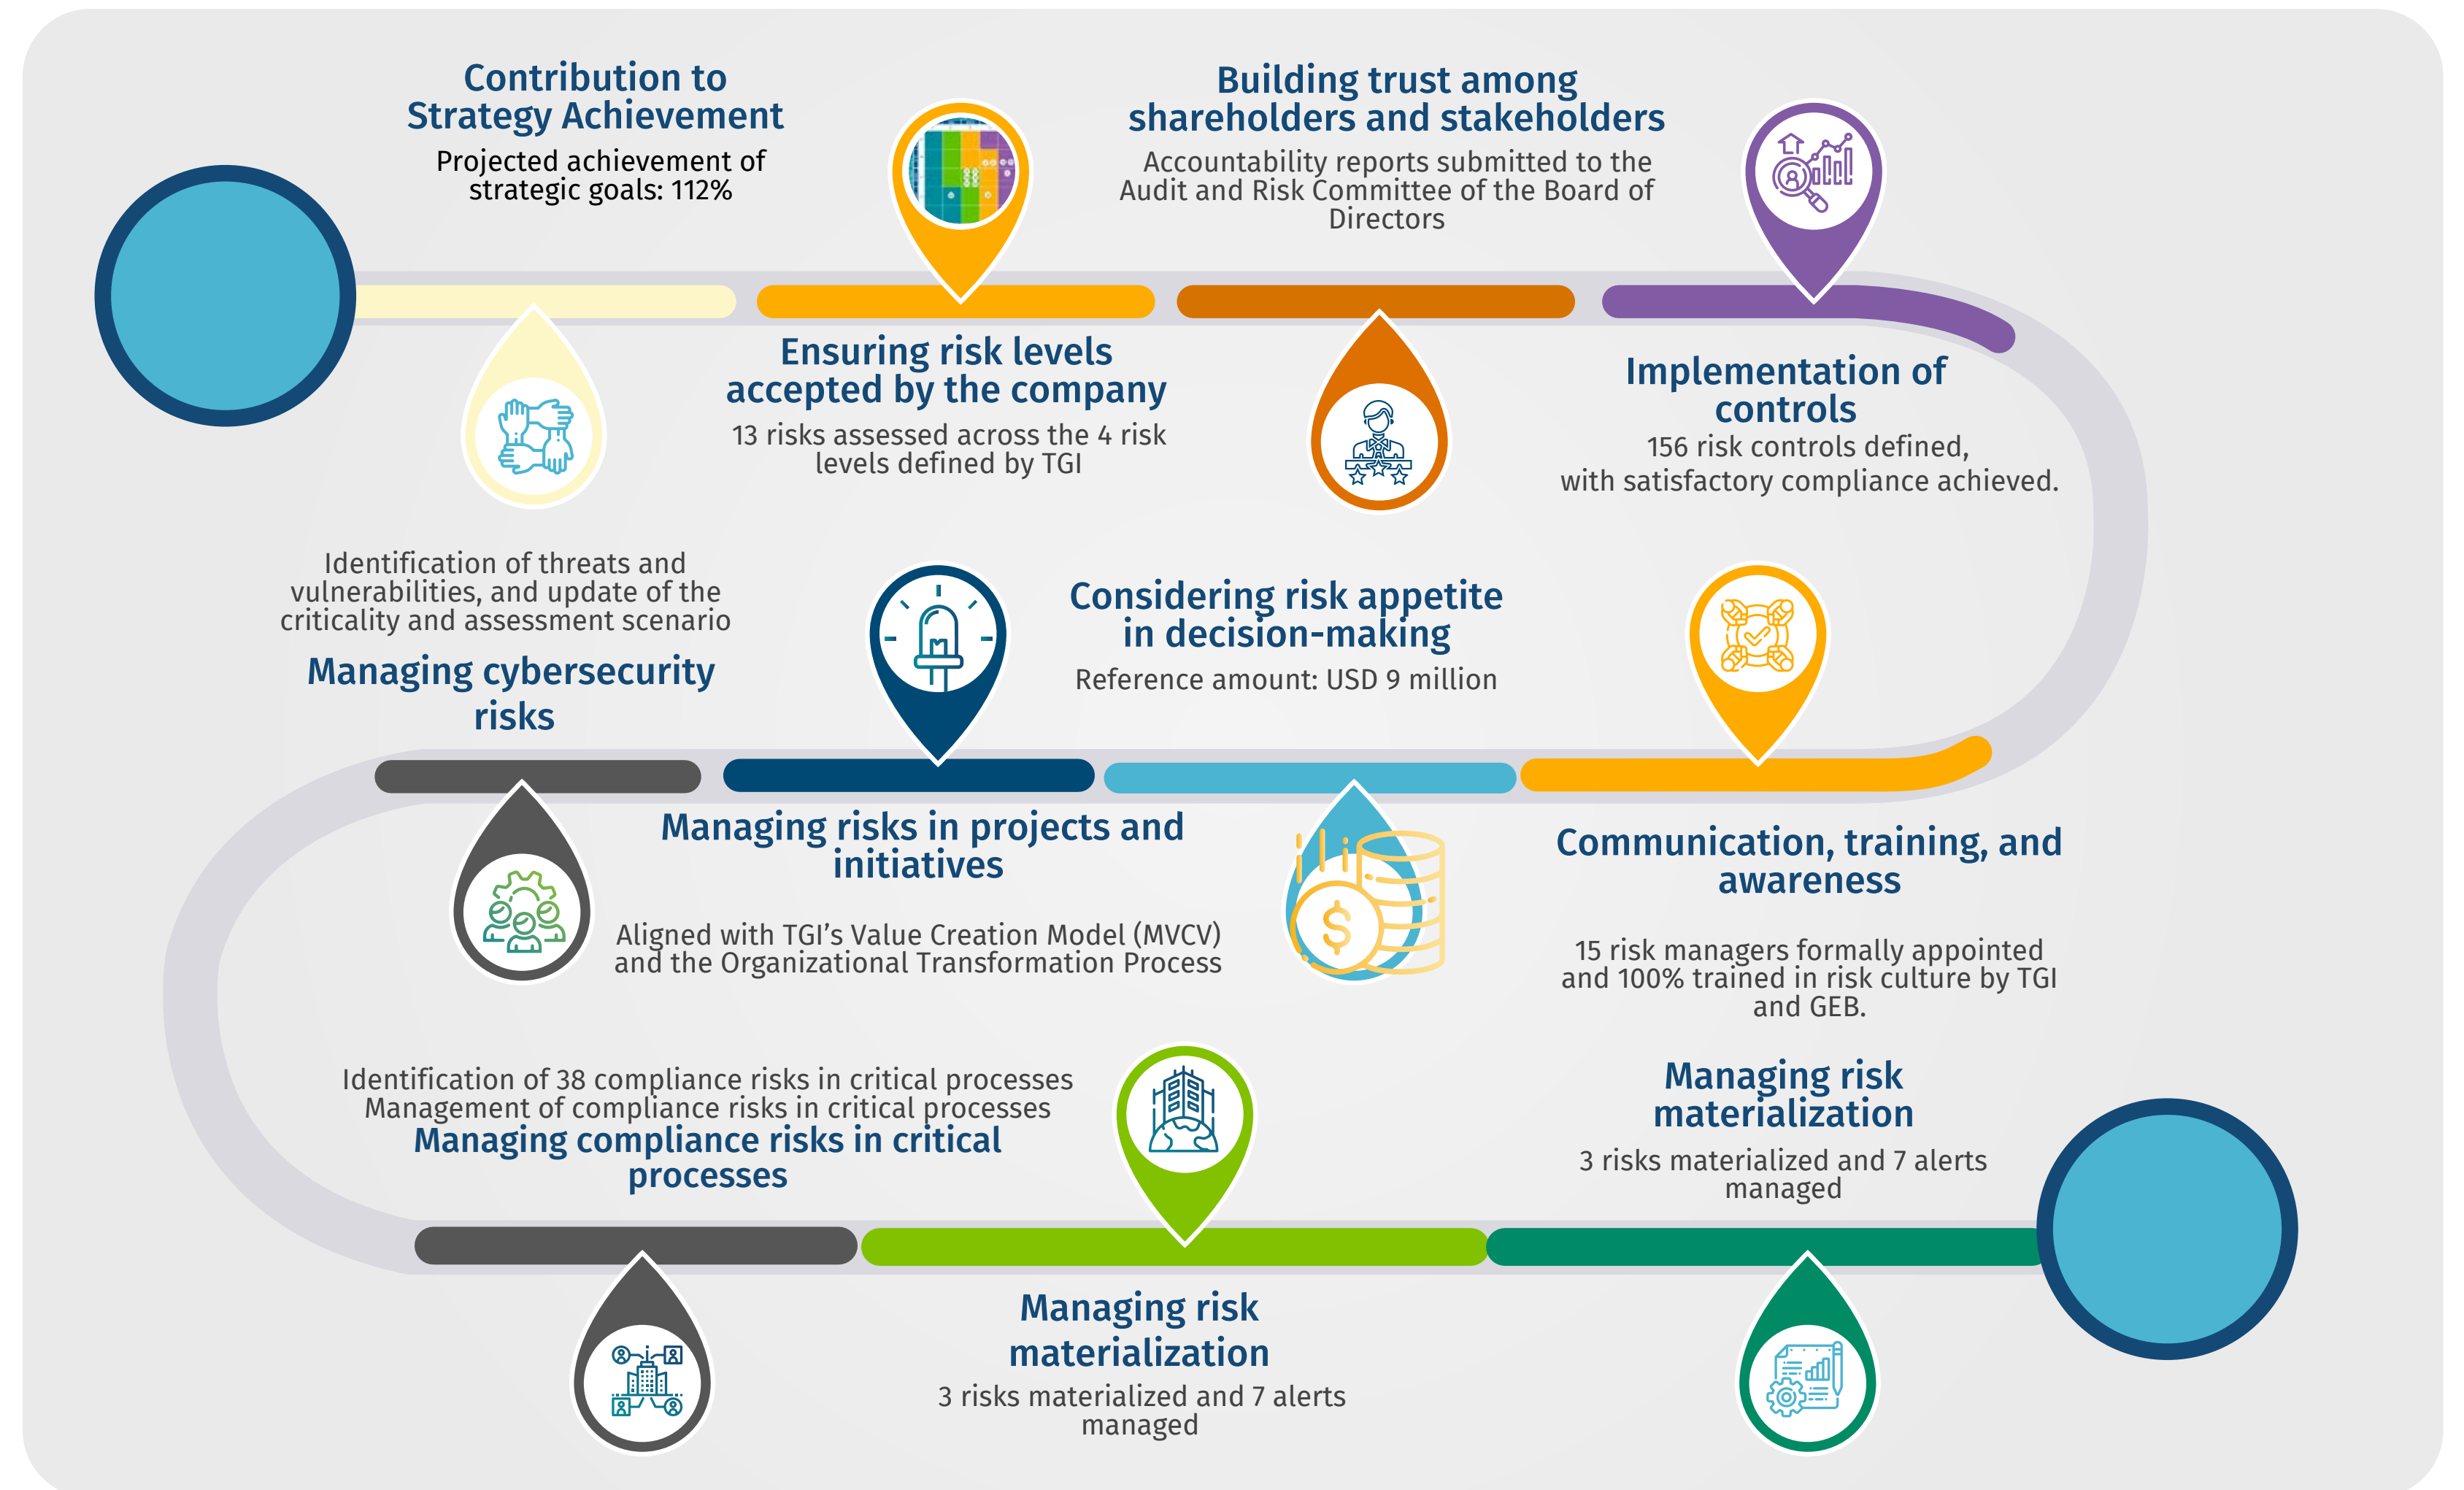 Contribution to
Strategy Achievement
Projected achievement of
strategic goals: 112%
Ensuring risk levels
accepted by the company
13 risks assessed across the 4 risk
levels defined by TGI
Building trust among
shareholders and stakeholders
Accountability reports submitted to the
Audit and Risk Committee of the Board of
Directors
Implementation of
controls
156 risk controls defined,
with satisfactory compliance achieved.
Identification of threats and
vulnerabilities, and update of the
criticality and assessment scenario
Managing cybersecurity
risks
Managing risks in projects and
initiatives
Aligned with TGI’s Value Creation Model (MVCV)
and the Organizational Transformation Process
Considering risk appetite
in decision-making
Reference amount: USD 9 million
$
Communication, training, and
awareness
15 risk managers formally appointed
and 100% trained in risk culture by TGI
and GEB.
Identification of 38 compliance risks in critical processes
Management of compliance risks in critical processes
Managing compliance risks in critical
processes
Managing risk
materialization
3 risks materialized and 7 alerts
managed
Managing risk
materialization
3 risks materialized and 7 alerts
managed